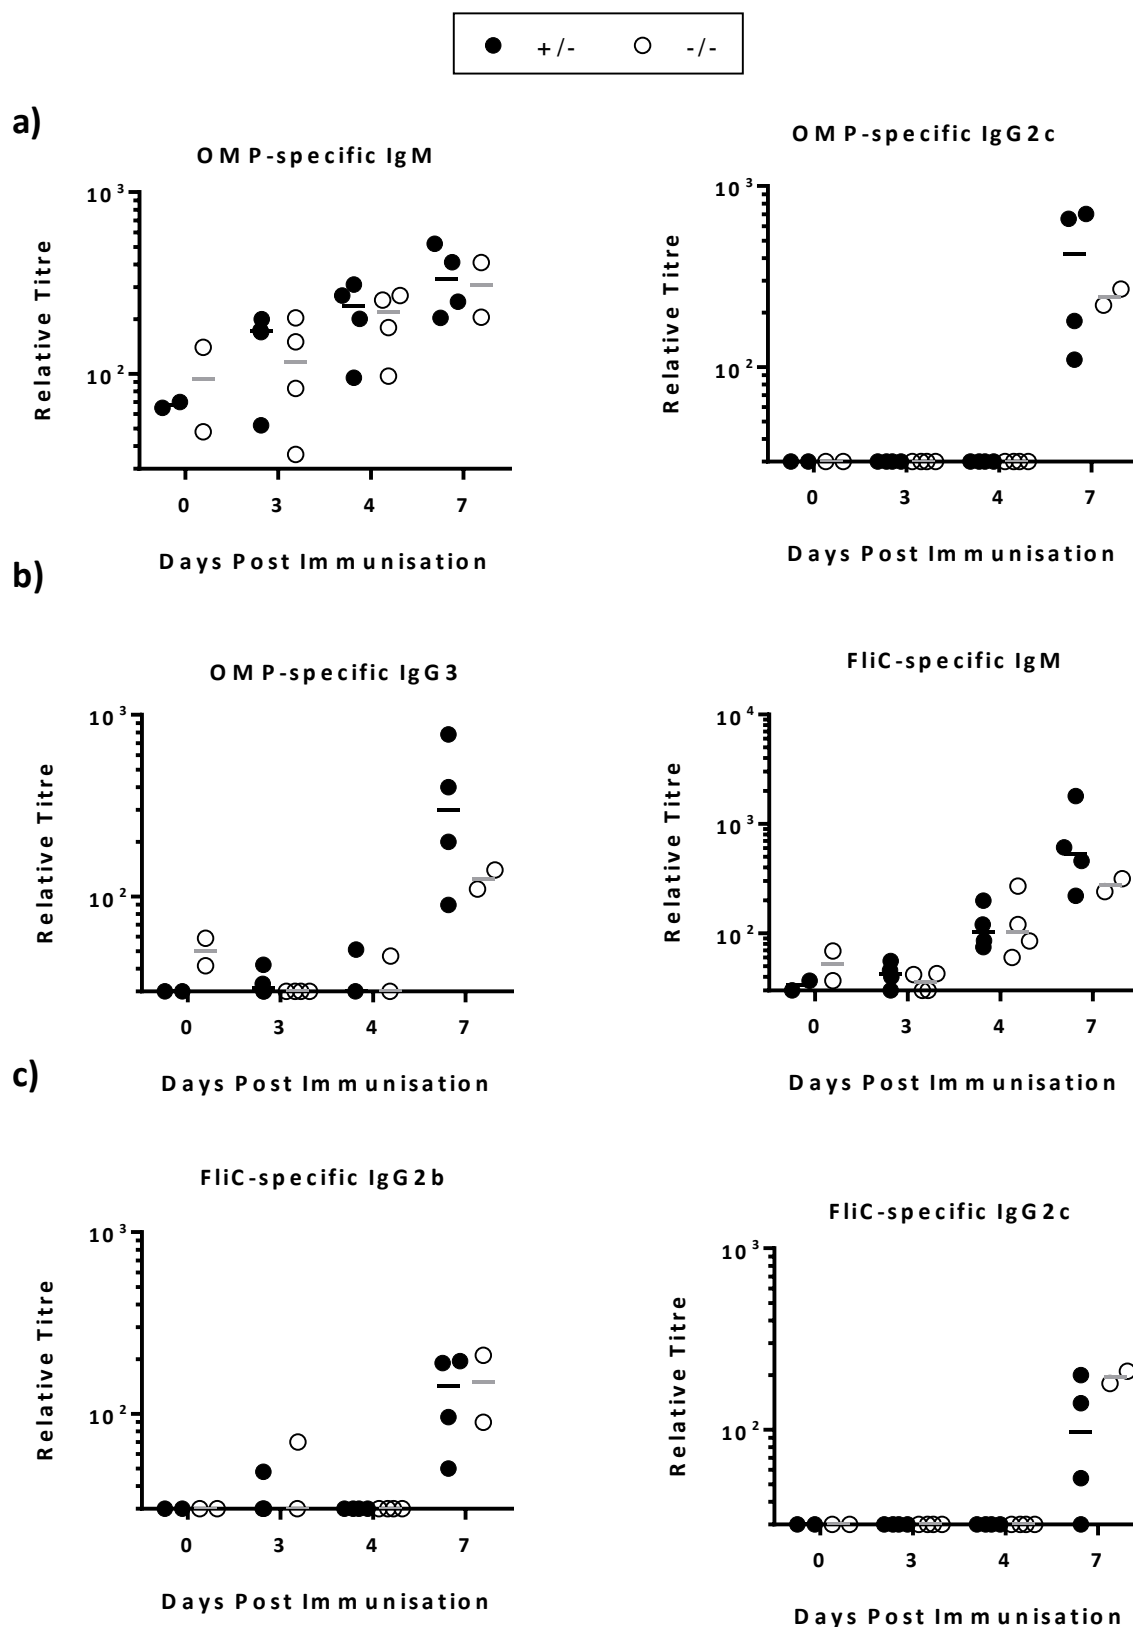 +/- -/-
a)
OMP-specific IgM
10³
10²
Relative Titre
0 3 4 7
Days Post Immunisation
OMP-specific IgG2c
10³
10²
Relative Titre
0 3 4 7
Days Post Immunisation
b)
OMP-specific IgG3
10³
10²
Relative Titre
0 3 4 7
Days Post Immunisation
FliC-specific IgM
10⁴
10³
10²
Relative Titre
0 3 4 7
Days Post Immunisation
c)
FliC-specific IgG2b
10³
10²
Relative Titre
0 3 4 7
Days Post Immunisation
FliC-specific IgG2c
10³
10²
Relative Titre
0 3 4 7
Days Post Immunisation